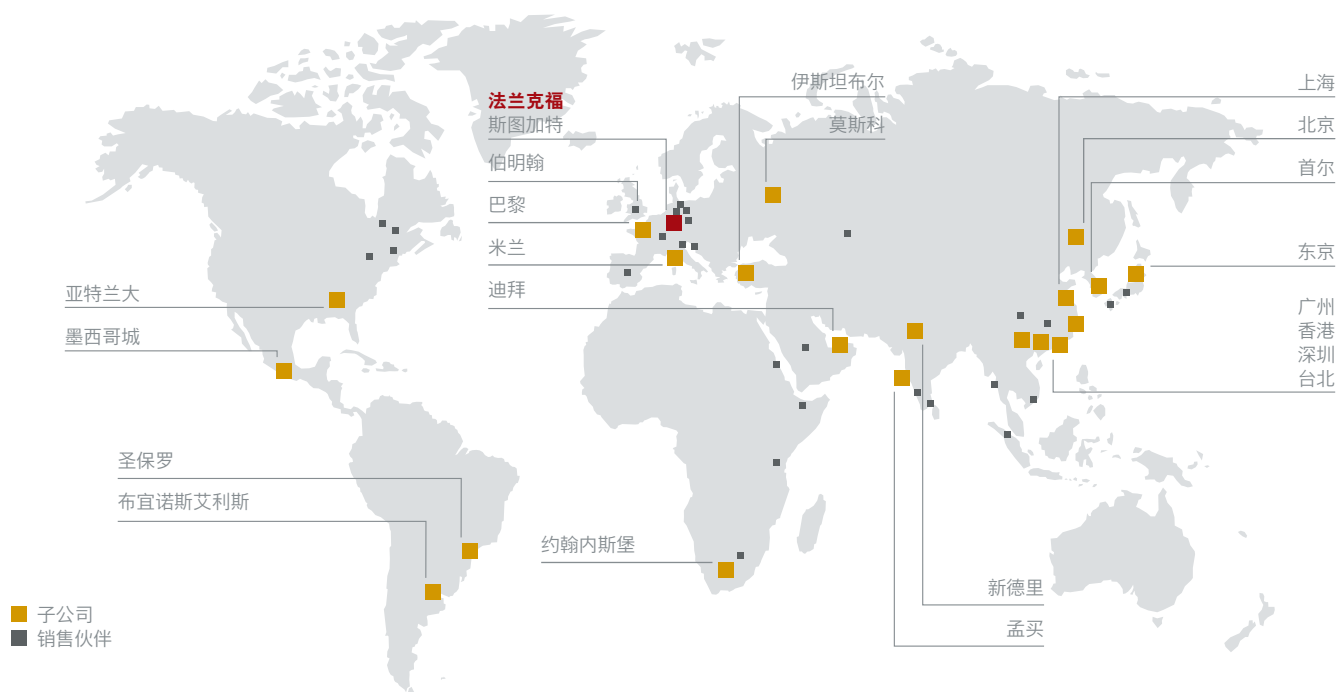 法兰克福
斯图加特
伯明翰
巴黎
米兰
迪拜
伊斯坦布尔
莫斯科
上海
北京
首尔
东京
广州
香港
深圳
台北
亚特兰大
墨西哥城
圣保罗
布宜诺斯艾利斯
约翰内斯堡
新德里
孟买
子公司
销售伙伴